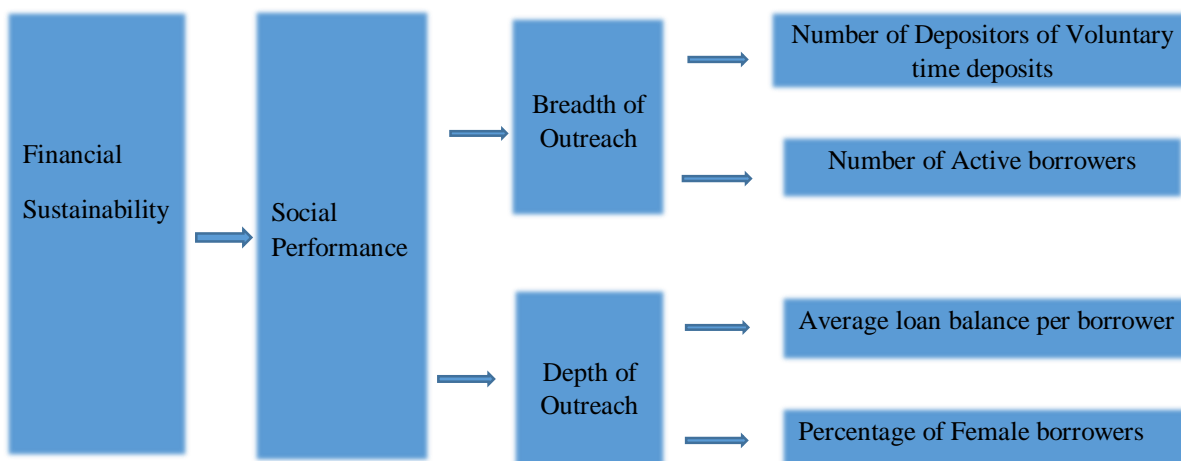 Financial
Sustainability
Social
Performance
Breadth of
Outreach
Number of Depositors of Voluntary
time deposits
Number of Active borrowers
Depth of
Outreach
Average loan balance per borrower
Percentage of Female borrowers